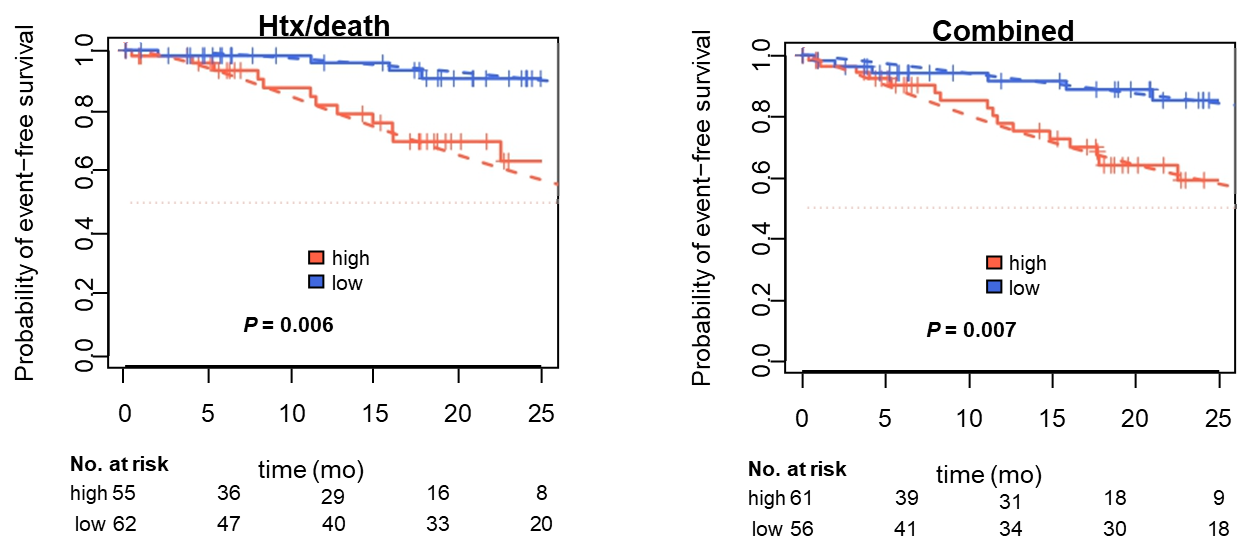 Htx/death
Probability of event−free survival
1.0
0.8
0.6
0.4
0.2
0.0
high
low
P = 0.006
0 5 10 15 20 25
No. at risk
time (mo)
high 55 36 29 16 8
low 62 47 40 33 20
Combined
Probability of event−free survival
1.0
0.8
0.6
0.4
0.2
0.0
high
low
P = 0.007
0 5 10 15 20 25
No. at risk
time (mo)
high 61 39 31 18 9
low 56 41 34 30 18